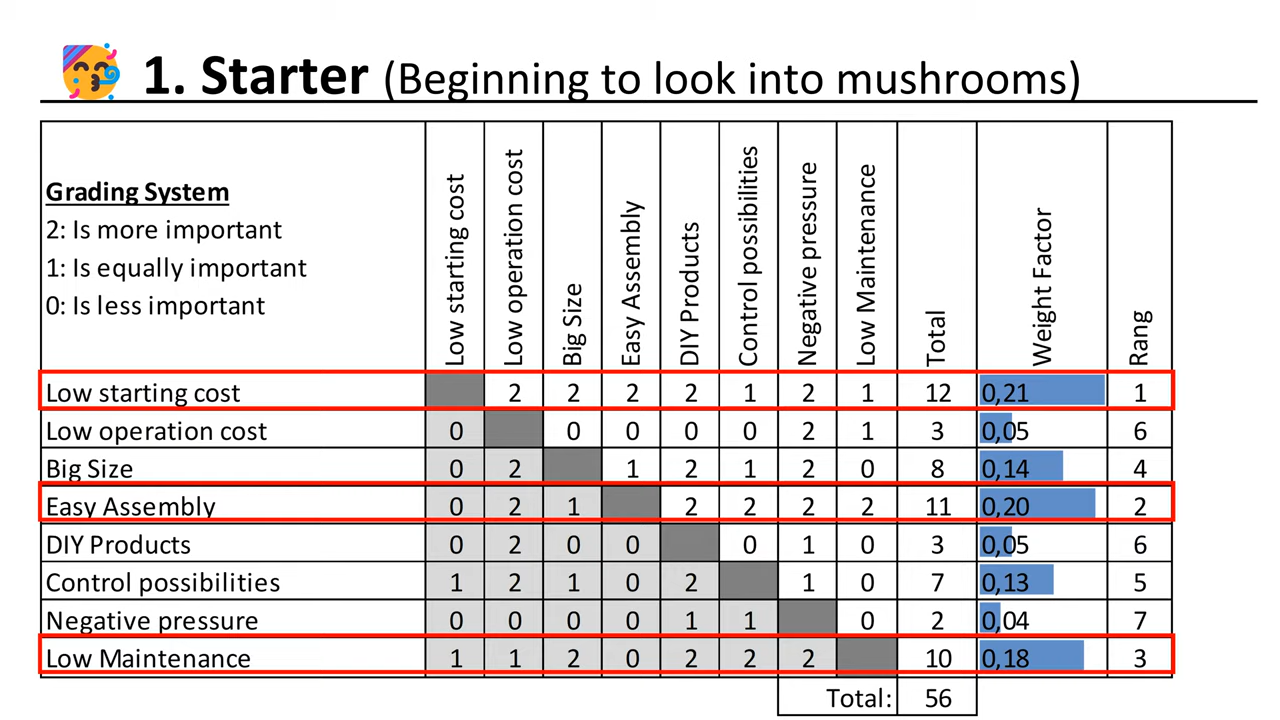 1. Starter (Beginning to look into mushrooms)
Grading System
2: Is more important
1: Is equally important
0: Is less important
Low starting cost
Low operation cost
Big Size
Easy Assembly
DIY Products
Control possibilities
Negative pressure
Low Maintenance
Total
Weight Factor
Rang
Low starting cost 2 2 2 2 1 2 1 12 0,21 1
Low operation cost 0 0 0 0 0 2 1 3 0,05 6
Big Size 0 2 1 2 1 2 0 8 0,14 4
Easy Assembly 0 2 1 2 2 2 2 11 0,20 2
DIY Products 0 2 0 0 0 1 0 3 0,05 6
Control possibilities 1 2 1 0 2 1 0 7 0,13 5
Negative pressure 0 0 0 0 1 1 0 2 0,04 7
Low Maintenance 1 1 2 0 2 2 2 10 0,18 3
Total: 56